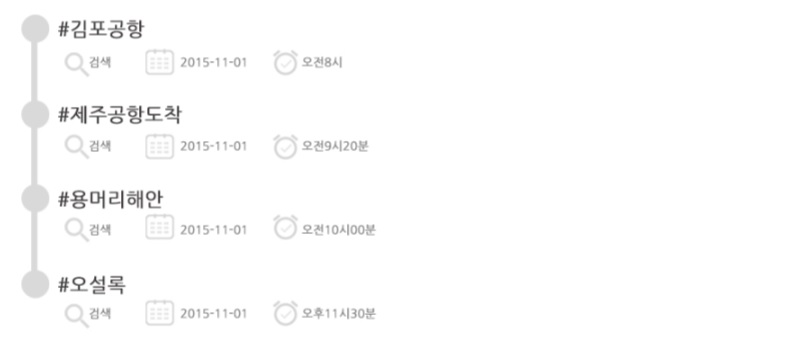 #김포공항
검색 2015-11-01 오전8시
#제주공항도착
검색 2015-11-01 오전9시20분
#용머리해안
검색 2015-11-01 오전10시00분
#오설록
검색 2015-11-01 오후11시30분